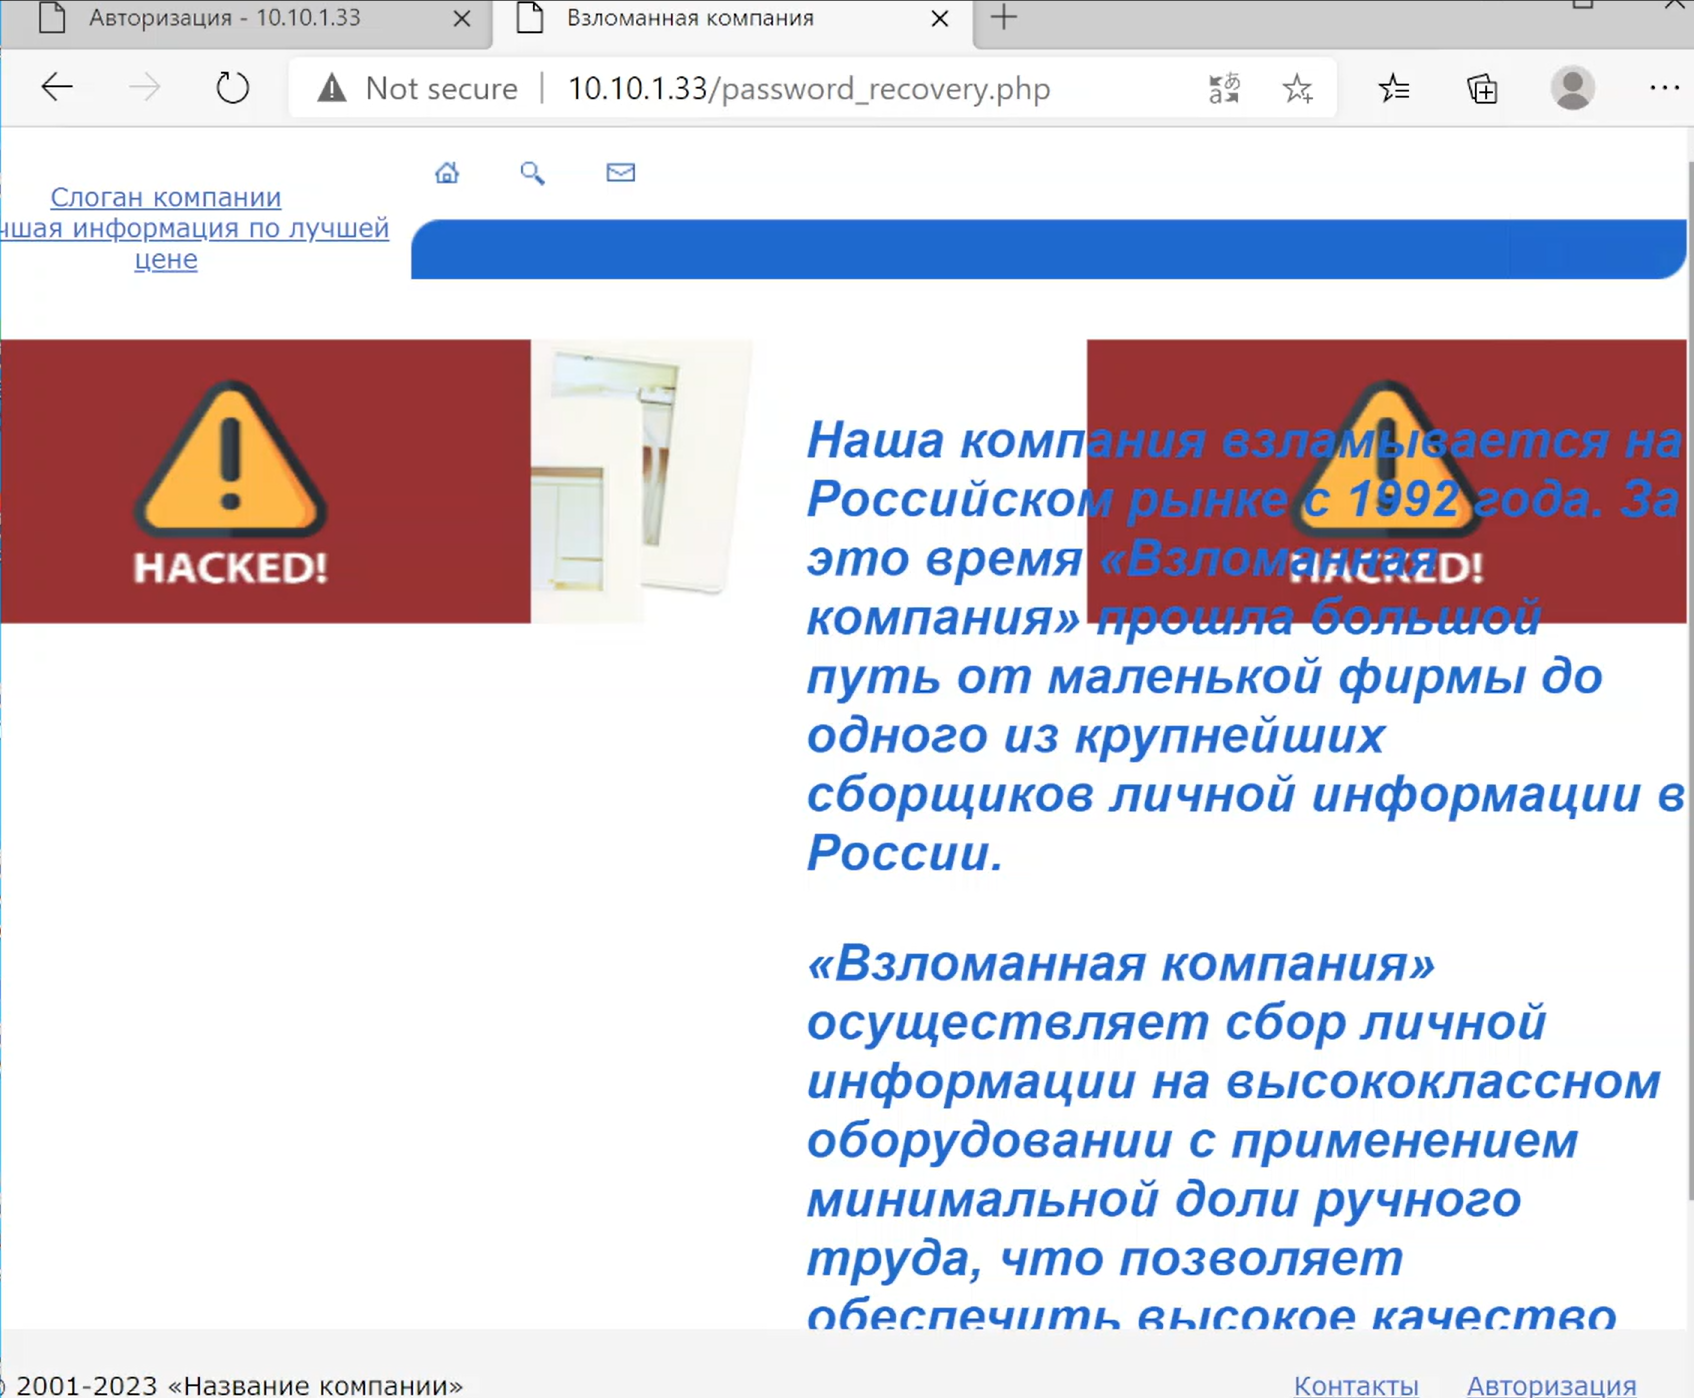 Авторизация - 10.10.1.33
Взломанная компания
Not secure
10.10.1.33/password_recovery.php
Слоган компании
чшая информация по лучшей
цене
HACKED!
HACKED!
Наша компания взламывается на
Российском рынке с 1992 года. За
это время «Взломанная
компания» прошла большой
путь от маленькой фирмы до
одного из крупнейших
сборщиков личной информации в
России.
«Взломанная компания»
осуществляет сбор личной
информации на высококлассном
оборудовании с применением
минимальной доли ручного
труда, что позволяет
обеспечить высокое качество
© 2001-2023 «Название компании»
Контакты
Авторизация